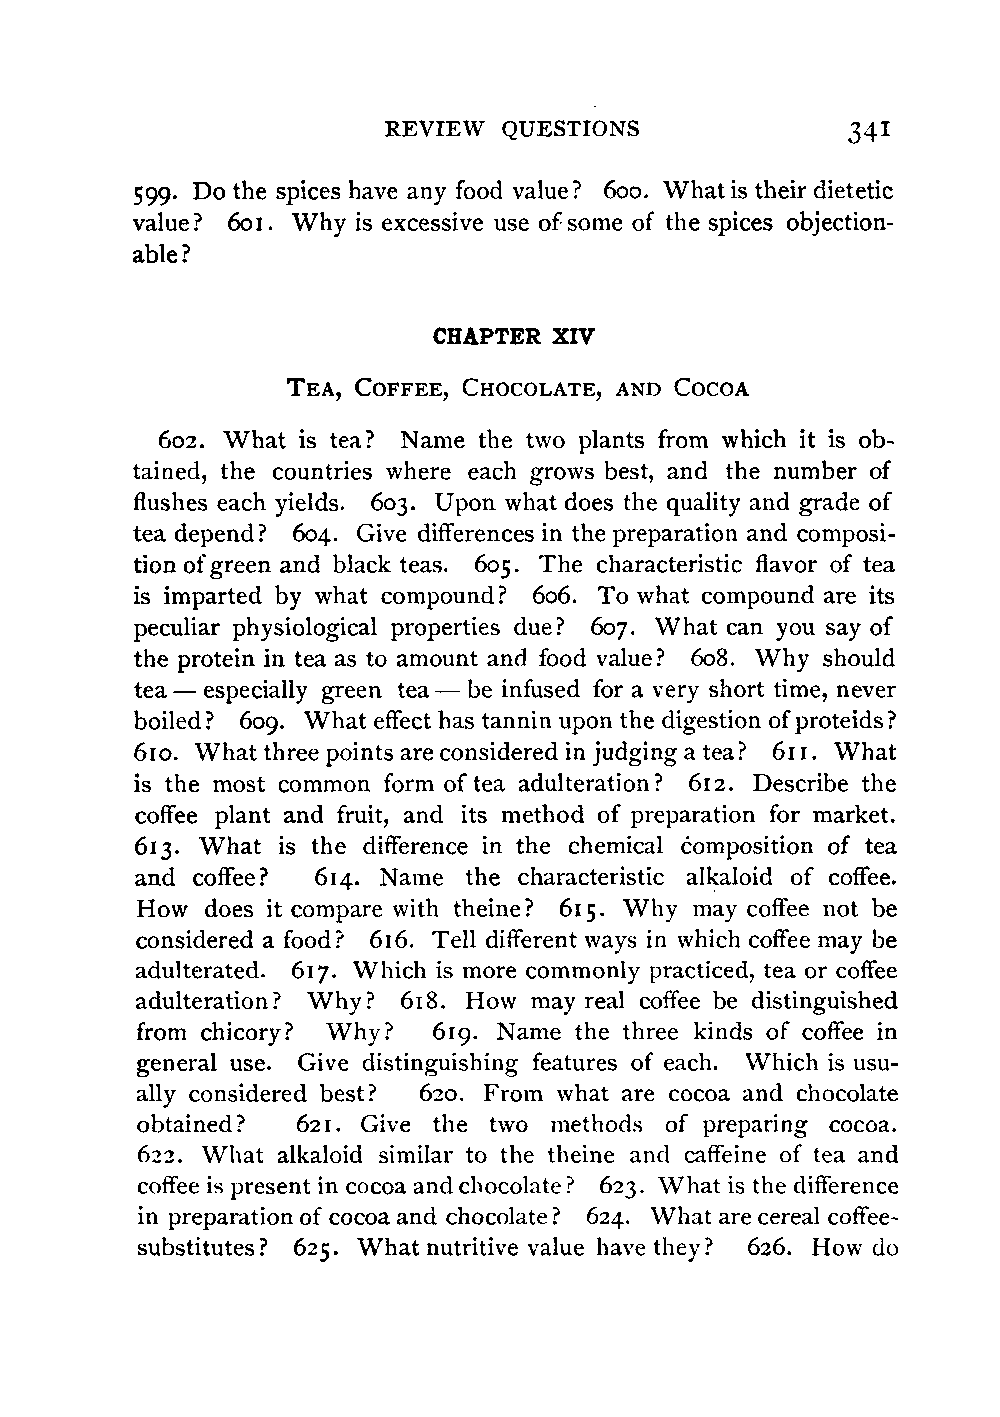 REVIEW QUESTIONS 341
599. Do the spices have any food value? 600. What is their dietetic
value? 601. Why is excessive use of some of the spices objection-
able?
CHAPTER XIV
TEA, COFFEE, CHOCOLATE, AND COCOA
602. What is tea? Name the two plants from which it is ob-
tained, the countries where each grows best, and the number of
flushes each yields. 603. Upon what does the quality and grade of
tea depend? 604. Give differences in the preparation and composi-
tion of green and black teas. 605. The characteristic flavor of tea
is imparted by what compound? 606. To what compound are its
peculiar physiological properties due? 607. What can you say of
the protein in tea as to amount and food value? 608. Why should
tea — especially green tea — be infused for a very short time, never
boiled? 609. What effect has tannin upon the digestion of proteids?
610. What three points are considered in judging a tea? 611. What
is the most common form of tea adulteration? 612. Describe the
coffee plant and fruit, and its method of preparation for market.
613. What is the difference in the chemical composition of tea
and coffee? 614. Name the characteristic alkaloid of coffee.
How does it compare with theine? 615. Why may coffee not be
considered a food? 616. Tell different ways in which coffee may be
adulterated. 617. Which is more commonly practiced, tea or coffee
adulteration? Why? 618. How may real coffee be distinguished
from chicory? Why? 619. Name the three kinds of coffee in
general use. Give distinguishing features of each. Which is usu-
ally considered best? 620. From what are cocoa and chocolate
obtained? 621. Give the two methods of preparing cocoa.
622. What alkaloid similar to the theine and caffeine of tea and
coffee is present in cocoa and chocolate? 623. What is the difference
in preparation of cocoa and chocolate? 624. What are cereal coffee-
substitutes? 625. What nutritive value have they? 626. How do